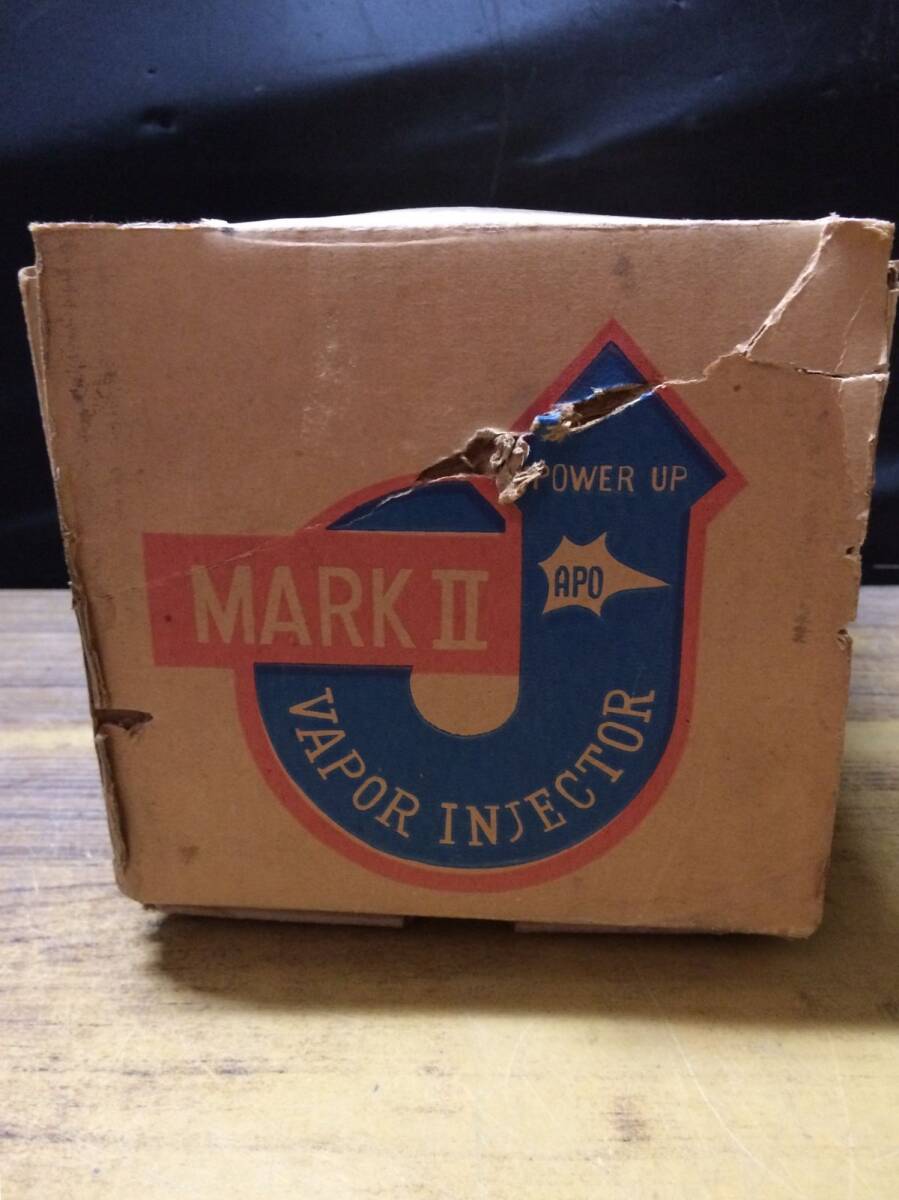 POWER UP
APO
MARK II
VAPOR INJECTOR